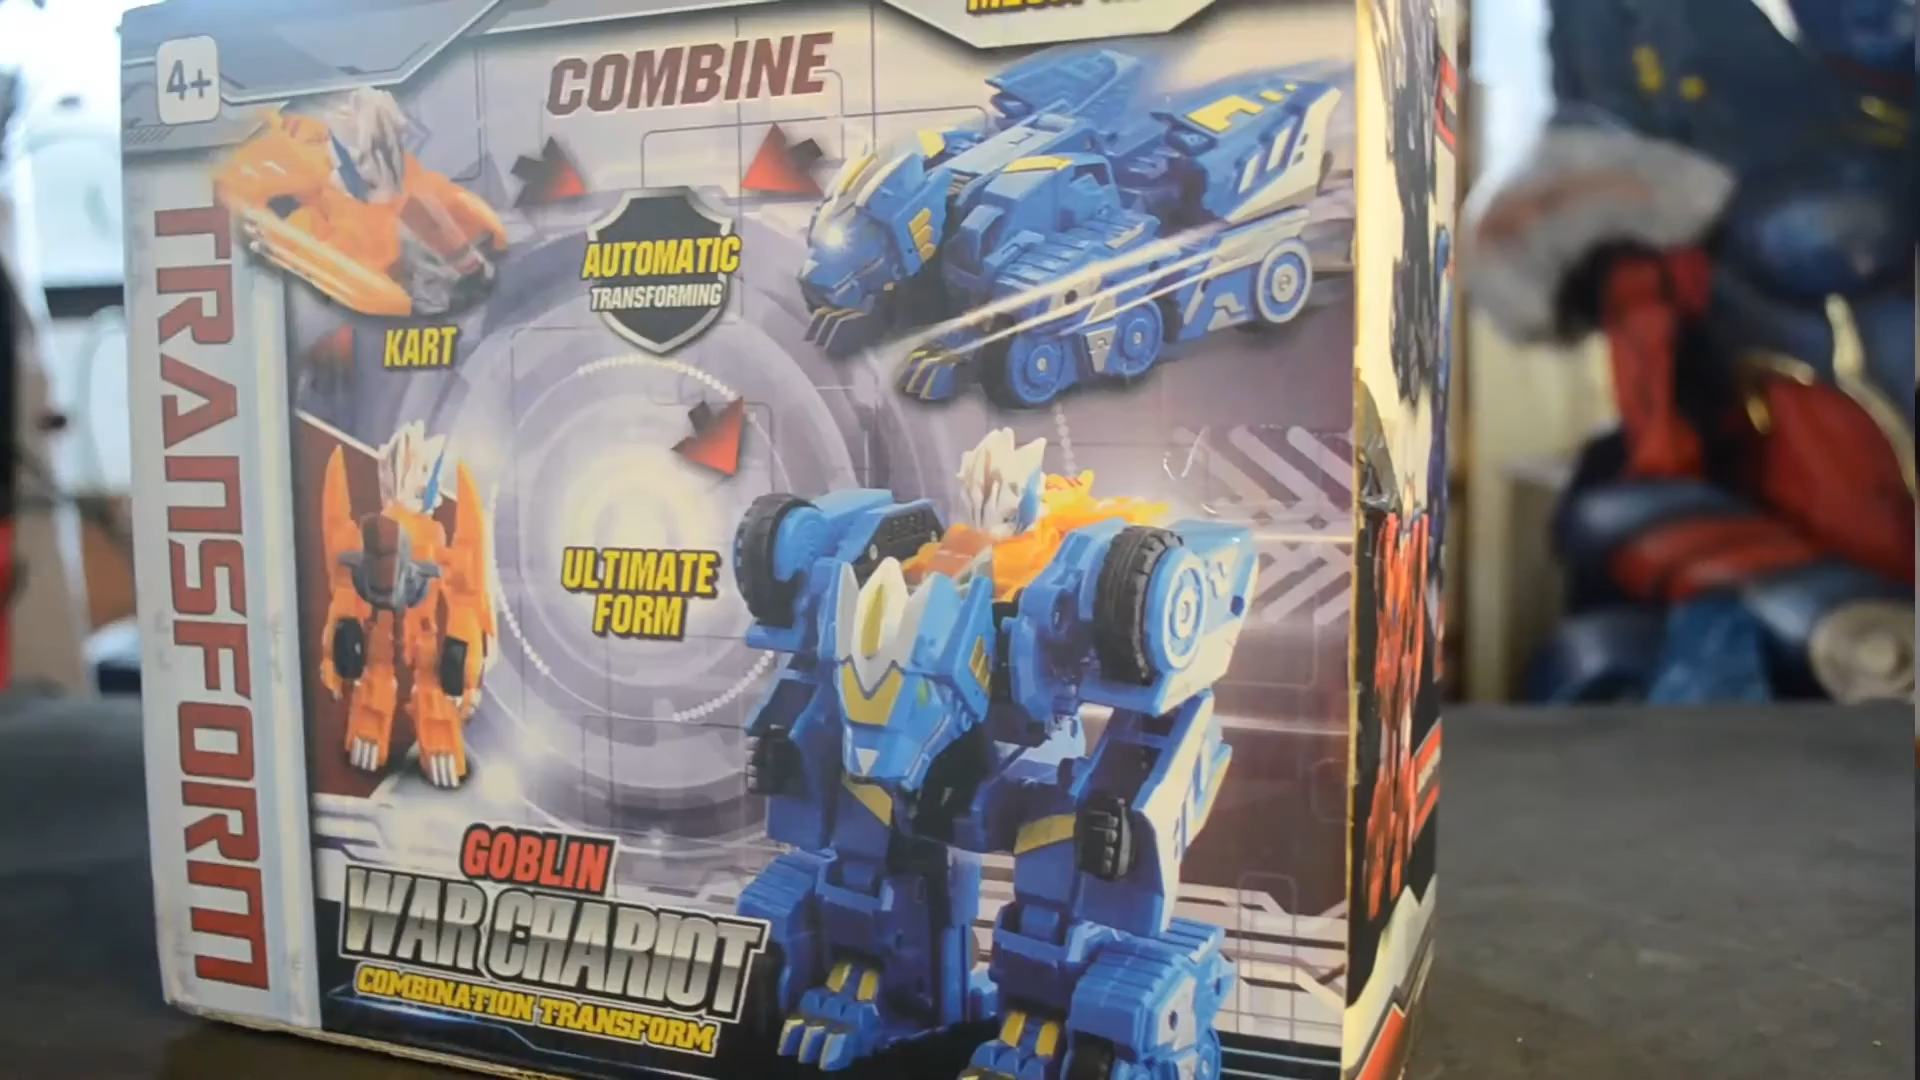 4+
COMBINE
AUTOMATIC
TRANSFORMING
KART
TRANSFORM
ULTIMATE
FORM
GOBLIN
WAR CHARIOT
COMBINATION TRANSFORM